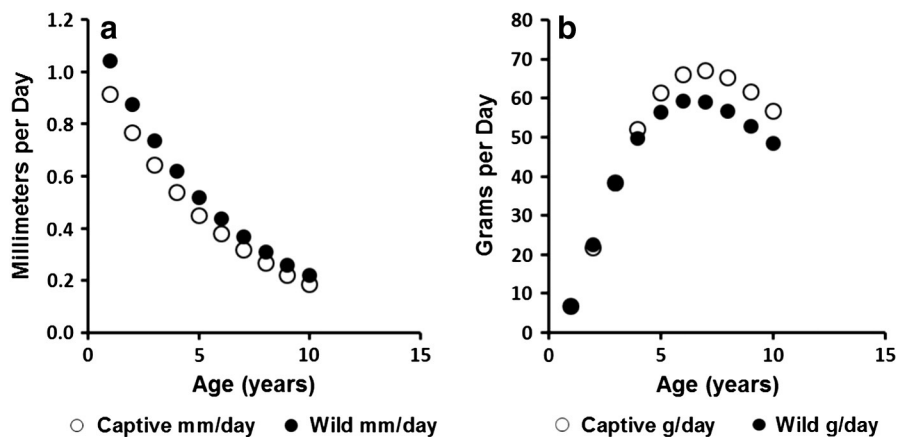 a
Millimeters per Day
1.2
1.0
0.8
0.6
0.4
0.2
0.0
0 5 10 15
Age (years)
Captive mm/day Wild mm/day
b
Grams per Day
80
70
60
50
40
30
20
10
0
0 5 10 15
Age (years)
Captive g/day Wild g/day